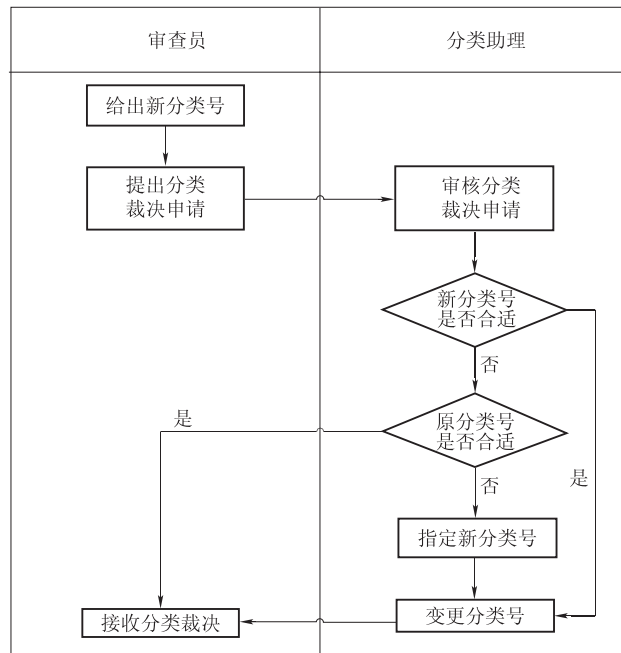 审查员
分类助理
给出新分类号
提出分类
裁决申请
审核分类
裁决申请
新分类号
是否合适
否
原分类号
是否合适
是
否
是
指定新分类号
变更分类号
接收分类裁决